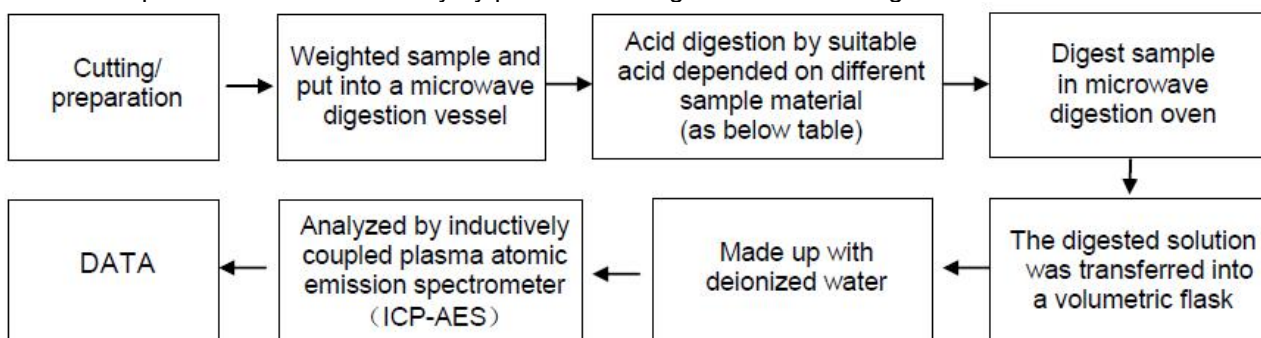 Cutting/
preparation
Weighted sample and
put into a microwave
digestion vessel
Acid digestion by suitable
acid depended on different
sample material
(as below table)
Digest sample
in microwave
digestion oven
The digested solution
was transferred into
a volumetric flask
Made up with
deionized water
Analyzed by inductively
coupled plasma atomic
emission spectrometer
（ICP-AES）
DATA